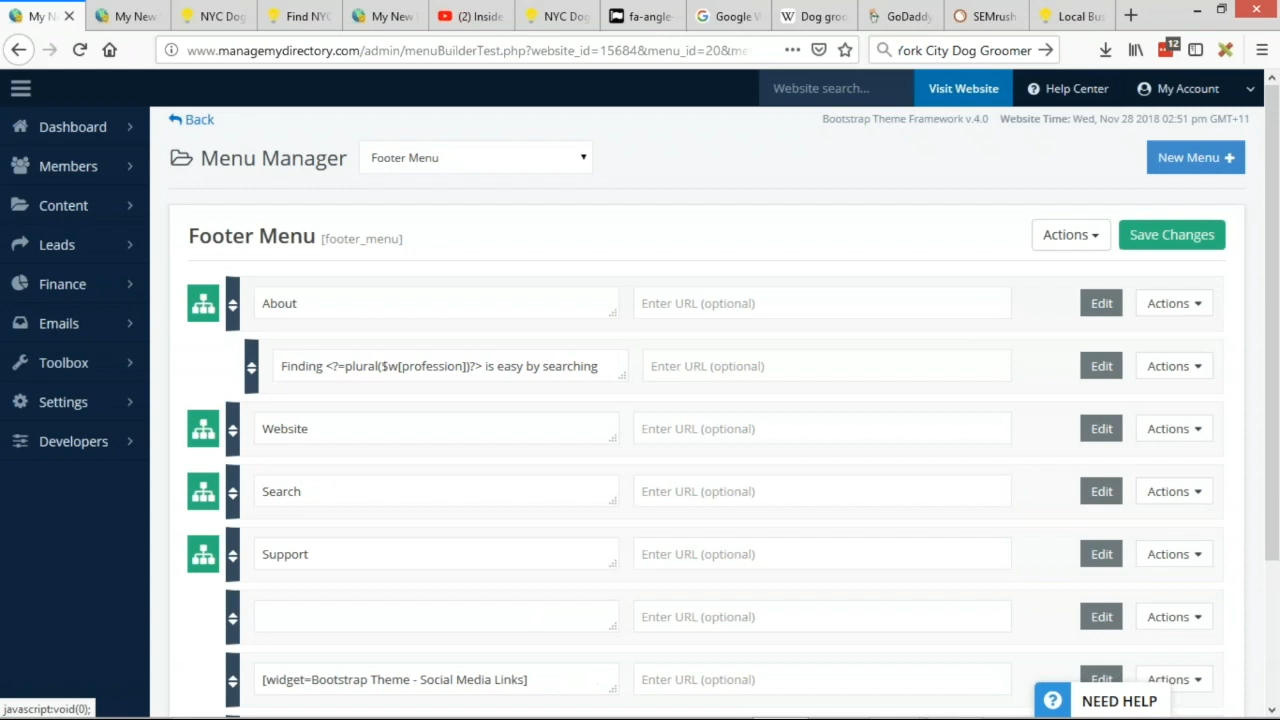 My Ne
My New
NYC Dog
Find NYC
My New
(2) Inside
NYC Dog
fa-angle-
Google W
Dog groo
GoDaddy
SEMrush
Local Bus
www.managemydirectory.com/admin/menuBuilderTest.php?website_id=15684&menu_id=20&me
York City Dog Groomer
12
Website search...
Visit Website
Help Center
My Account
Back
Bootstrap Theme Framework v.4.0
Website Time: Wed, Nov 28 2018 02:51 pm GMT+11
Dashboard
Members
Content
Leads
Finance
Emails
Toolbox
Settings
Developers
Menu Manager
Footer Menu
New Menu
Footer Menu [footer_menu]
Actions
Save Changes
About
Enter URL (optional)
Edit
Actions
Finding <?=plural($w[profession])?> is easy by searching
Enter URL (optional)
Edit
Actions
Website
Enter URL (optional)
Edit
Actions
Search
Enter URL (optional)
Edit
Actions
Support
Enter URL (optional)
Edit
Actions
Enter URL (optional)
Edit
Actions
[widget=Bootstrap Theme - Social Media Links]
Enter URL (optional)
Edit
Actions
NEED HELP
javascript:void(0);